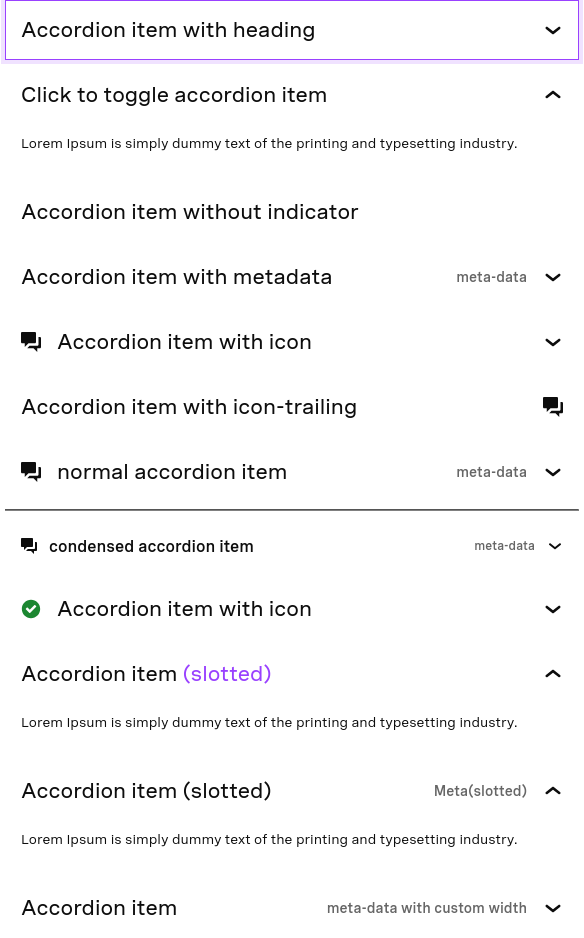 Accordion item with heading
Click to toggle accordion item
Lorem Ipsum is simply dummy text of the printing and typesetting industry.
Accordion item without indicator
Accordion item with metadata meta-data
Accordion item with icon
Accordion item with icon-trailing
normal accordion item meta-data
condensed accordion item meta-data
Accordion item with icon
Accordion item (slotted)
Lorem Ipsum is simply dummy text of the printing and typesetting industry.
Accordion item (slotted) Meta(slotted)
Lorem Ipsum is simply dummy text of the printing and typesetting industry.
Accordion item meta-data with custom width